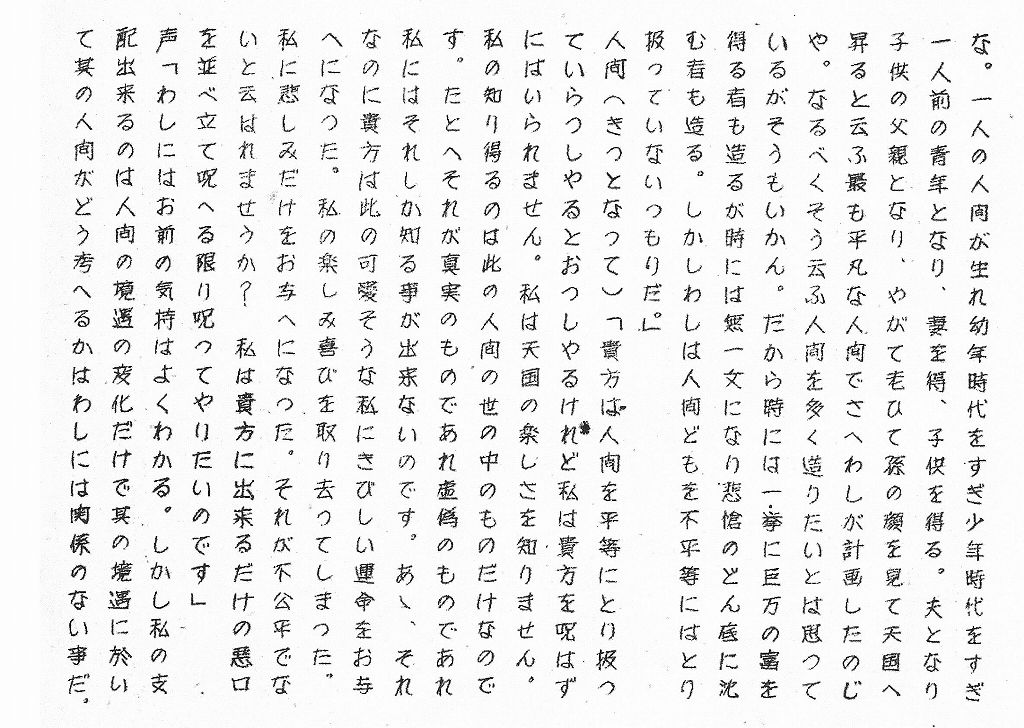 な。一人の人间が生れ幼年時代をすぎ少年時代をすぎ
一人前の青年となり、妻を得、子供を得る。夫となり
子供の父親となり、やがて老ひて孫の顔を見て天国へ
昇ると云ふ最も平凡な人间でさへわしが計画したのじ
や。なるべくそう云ふ人间を多く造りたいとは思つて
いるがそうもいかん。だから時には一挙に巨万の富を
得る者も造るが時には無一文になり悲愴のどん底に沈
む者も造る。しかしわしは人间どもを不平等にはとり
扱つていないつもりだ。」
人间へきつとなつて）「貴方は人间を平等にとり扱つ
ていらつしやるとおつしやるけれど私は貴方を呪はず
にはいられません。私は天国の楽しさを知りません。
私の知り得るのは此の人间の世の中のものだけなので
す。たとへそれが真実のものであれ虚偽のものであれ
私にはそれしか知る事が出来ないのです。あゝ、それ
なのに貴方は此の可愛そうな私にきびしい運命をお与
へになつた。私の楽しみ喜びを取り去つてしまつた。
私に悲しみだけをお与へになつた。それが不公平でな
いと云はれませうか？私は貴方に出来るだけの悪口
を並べ立て呪へる限り呪つてやりたいのです」
声「わしにはお前の気持はよくわかる。しかし私の支
配出来るのは人间の境遇の変化だけで其の境遇に於い
て其の人间がどう考へるかはわしには関係のない事だ。